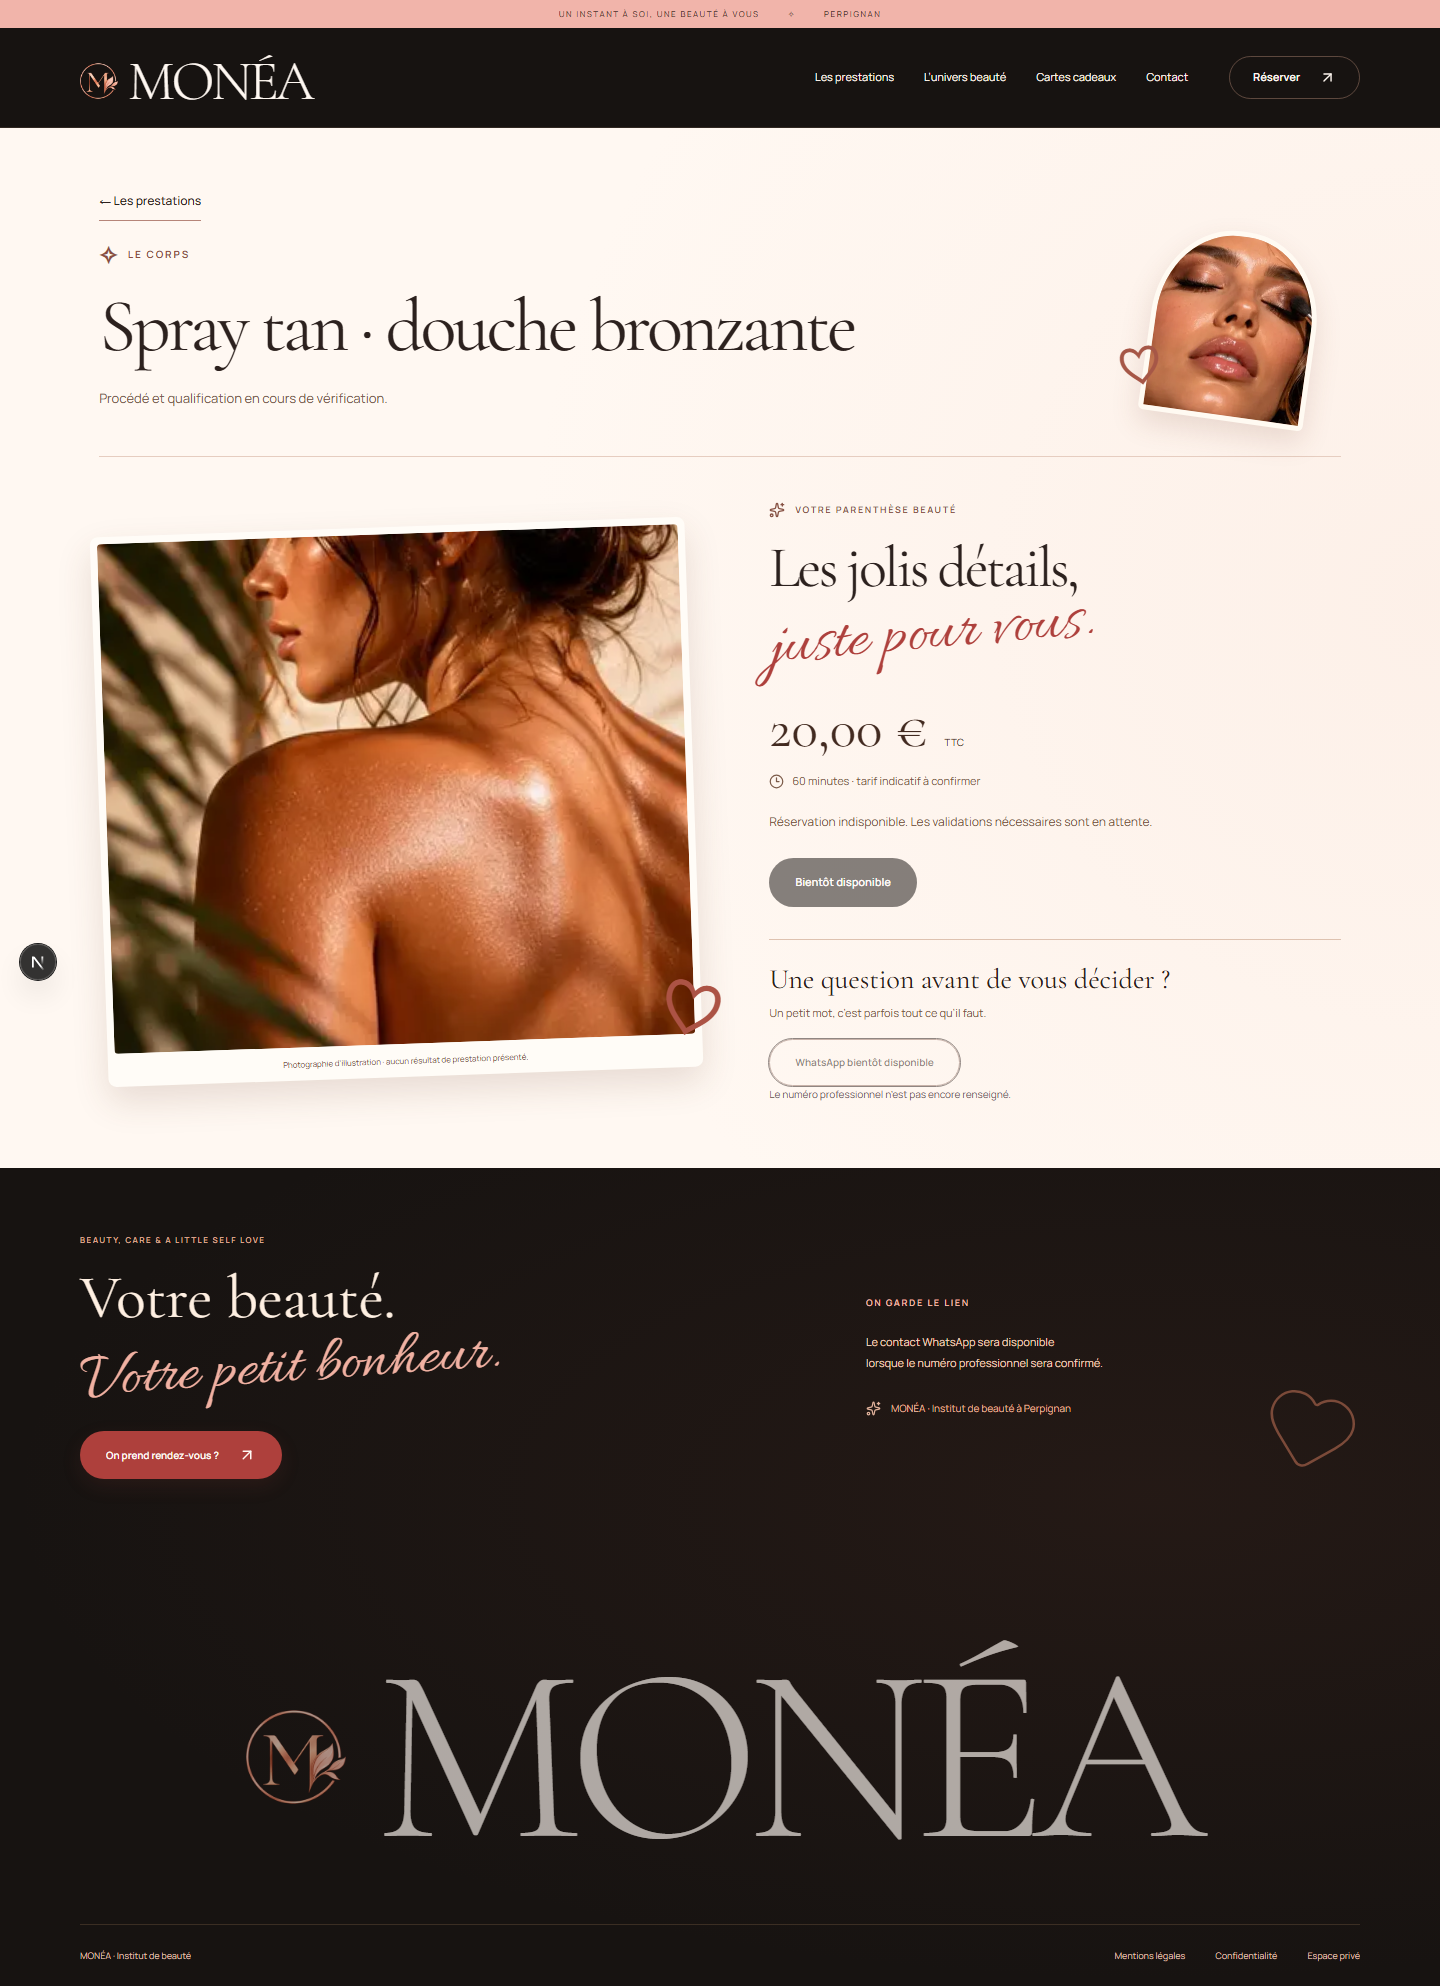 UN INSTANT À SOI, UNE BEAUTÉ À VOUS ✧ PERPIGNAN
M MONÉA
Les prestations L'univers beauté Cartes cadeaux Contact Réserver
← Les prestations
LE CORPS
Spray tan · douche bronzante
Procédé et qualification en cours de vérification.
VOTRE PARENTHÈSE BEAUTÉ
Les jolis détails,
juste pour vous.
20,00 € TTC
60 minutes · tarif indicatif à confirmer
Réservation indisponible. Les validations nécessaires sont en attente.
Bientôt disponible
N
Une question avant de vous décider ?
Un petit mot, c'est parfois tout ce qu'il faut.
WhatsApp bientôt disponible
Le numéro professionnel n'est pas encore renseigné.
Photographie d'illustration · aucun résultat de prestation présenté.
BEAUTY, CARE & A LITTLE SELF LOVE
Votre beauté.
Votre petit bonheur.
On prend rendez-vous ?
ON GARDE LE LIEN
Le contact WhatsApp sera disponible
lorsque le numéro professionnel sera confirmé.
MONÉA · Institut de beauté à Perpignan
M MONÉA
MONÉA · Institut de beauté
Mentions légales Confidentialité Espace privé